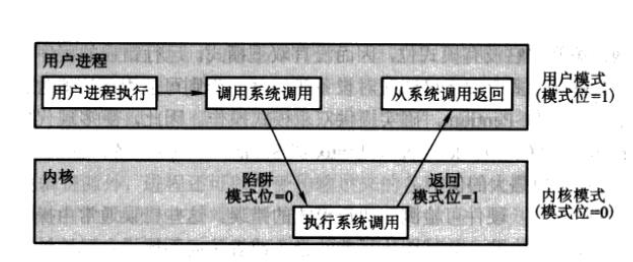 用户进程
用户进程执行
调用系统调用
从系统调用返回
用户模式
(模式位=1)
内核
陷阱
模式位=0
返回
模式位=1
执行系统调用
内核模式
(模式位=0)